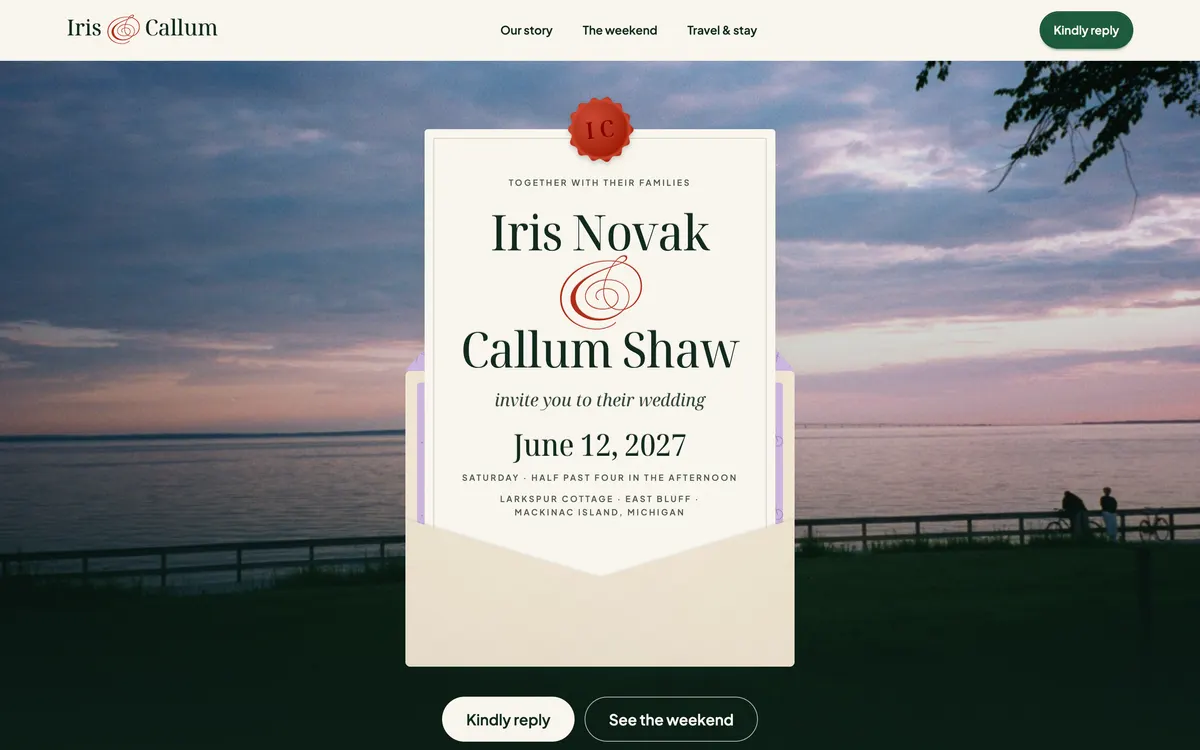 Iris & Callum
Our story
The weekend
Travel & stay
Kindly reply
I C
TOGETHER WITH THEIR FAMILIES
Iris Novak
&
Callum Shaw
invite you to their wedding
June 12, 2027
SATURDAY · HALF PAST FOUR IN THE AFTERNOON
LARKSPUR COTTAGE · EAST BLUFF ·
MACKINAC ISLAND, MICHIGAN
Kindly reply
See the weekend